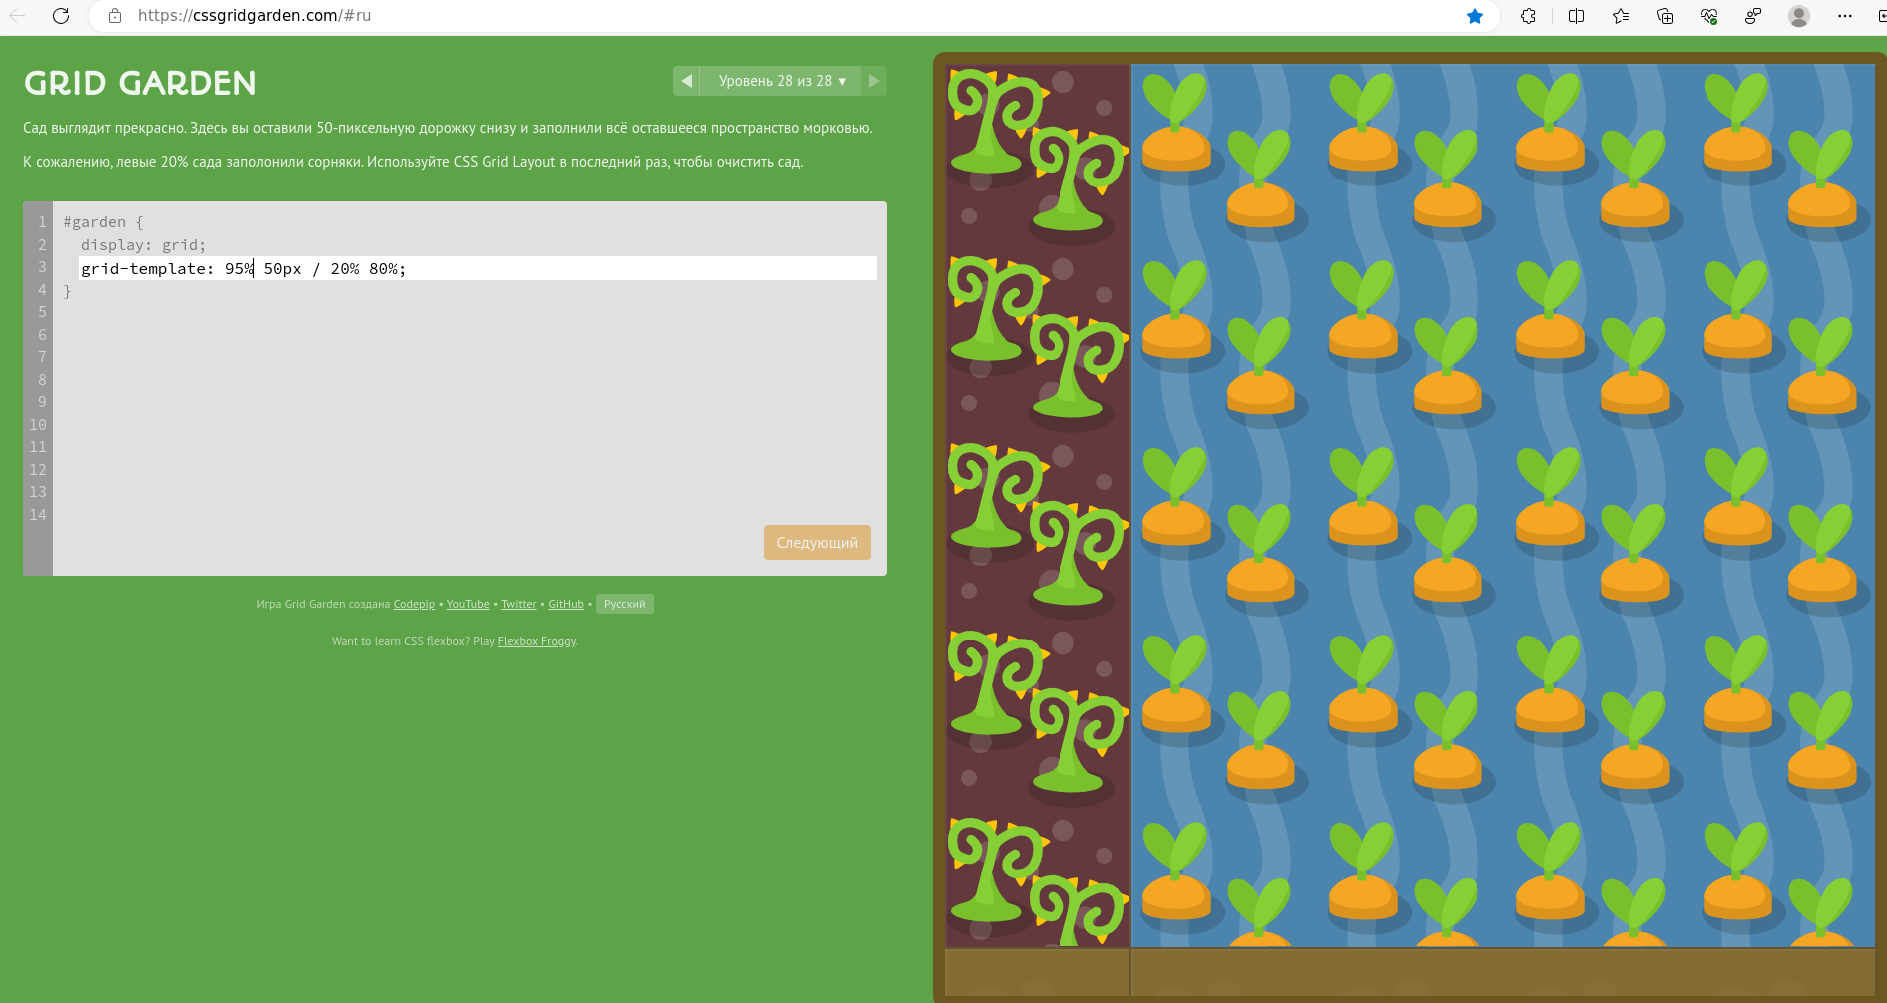 https://cssgridgarden.com/#ru
GRID GARDEN
Уровень 28 из 28 ▾
Сад выглядит прекрасно. Здесь вы оставили 50-пиксельную дорожку снизу и заполнили всё оставшееся пространство морковью.
К сожалению, левые 20% сада заполонили сорняки. Используйте CSS Grid Layout в последний раз, чтобы очистить сад.
1 #garden {
2 display: grid;
3 grid-template: 95% 50px / 20% 80%;
4 }
5
6
7
8
9
10
11
12
13
14
Следующий
Игра Grid Garden создана Codepip • YouTube • Twitter • GitHub • Русский
Want to learn CSS flexbox? Play Flexbox Froggy.